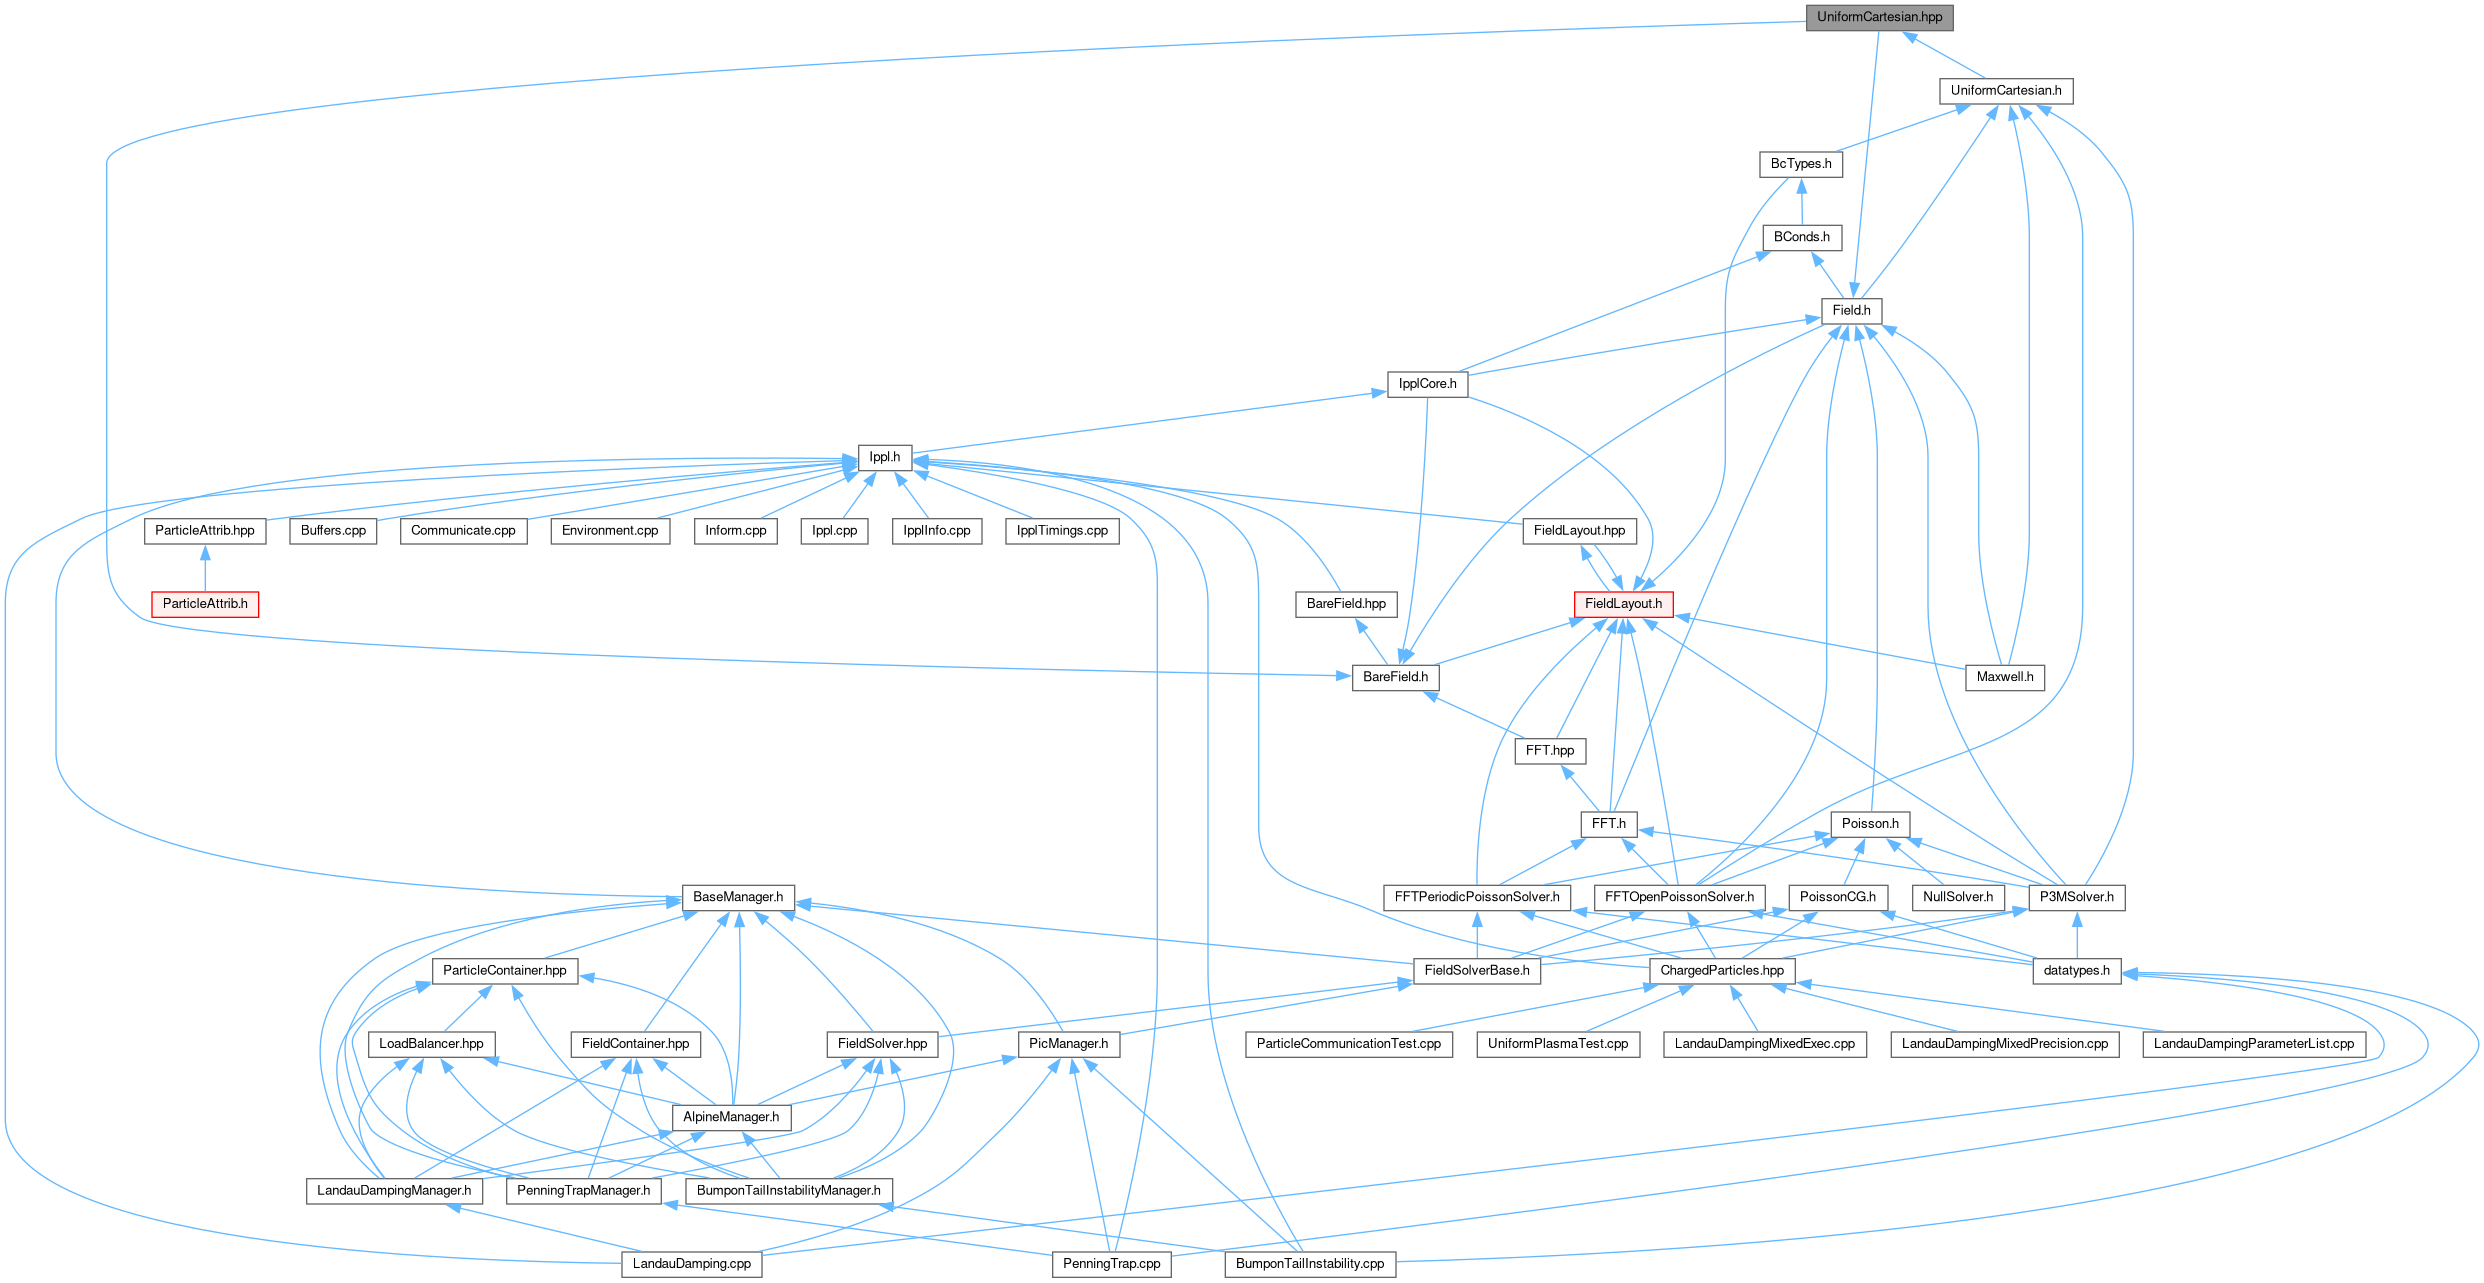 UniformCartesian.hpp
UniformCartesian.h
BcTypes.h
BConds.h
Field.h
IpplCore.h
Ippl.h
ParticleAttrib.hpp
Buffers.cpp
Communicate.cpp
Environment.cpp
Inform.cpp
Ippl.cpp
IpplInfo.cpp
IpplTimings.cpp
FieldLayout.hpp
ParticleAttrib.h
BareField.hpp
FieldLayout.h
BareField.h
Maxwell.h
FFT.hpp
FFT.h
Poisson.h
BaseManager.h
FFTPeriodicPoissonSolver.h
FFTOpenPoissonSolver.h
PoissonCG.h
NullSolver.h
P3MSolver.h
ParticleContainer.hpp
FieldSolverBase.h
ChargedParticles.hpp
datatypes.h
LoadBalancer.hpp
FieldContainer.hpp
FieldSolver.hpp
PicManager.h
ParticleCommunicationTest.cpp
UniformPlasmaTest.cpp
LandauDampingMixedExec.cpp
LandauDampingMixedPrecision.cpp
LandauDampingParameterList.cpp
AlpineManager.h
LandauDampingManager.h
PenningTrapManager.h
BumponTailInstabilityManager.h
LandauDamping.cpp
PenningTrap.cpp
BumponTailInstability.cpp